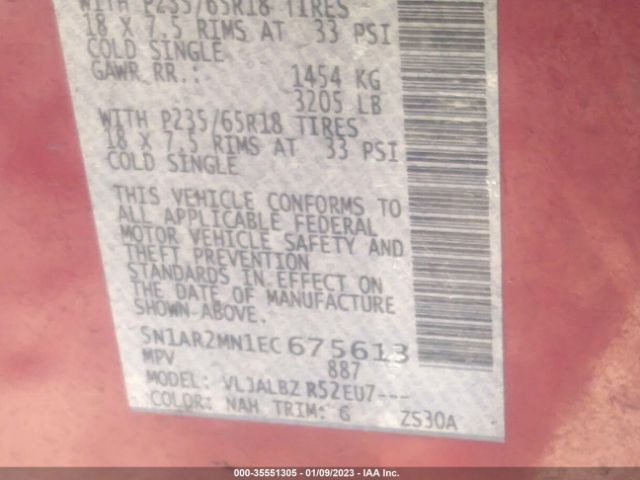 WITH P235/65R18 TIRES
18 X 7.5 RIMS AT 33 PSI
COLD SINGLE
GAWR RR.: 1454 KG
3205 LB
WITH P235/65R18 TIRES
18 X 7.5 RIMS AT 33 PSI
COLD SINGLE
THIS VEHICLE CONFORMS TO
ALL APPLICABLE FEDERAL
MOTOR VEHICLE SAFETY AND
THEFT PREVENTION
STANDARDS IN EFFECT ON
THE DATE OF MANUFACTURE
SHOWN ABOVE.
5N1AR2MN1EC675613
MPV 887
MODEL: VLJALBZ R52EU7---
COLOR: NAH TRIM: G ZS30A
000-35551305 - 01/09/2023 - IAA Inc.